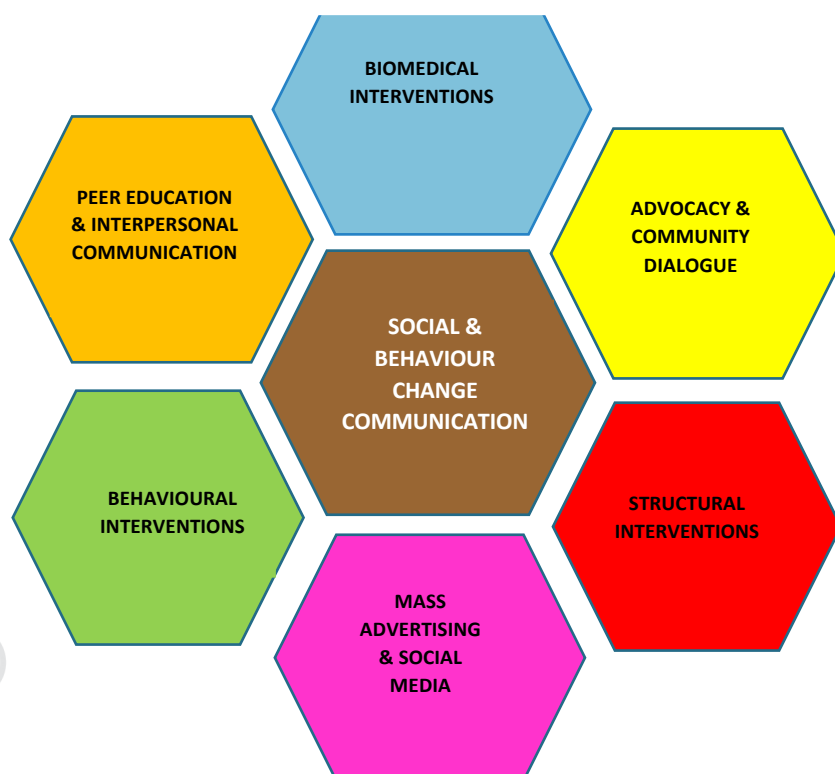 BIOMEDICAL
INTERVENTIONS
PEER EDUCATION
& INTERPERSONAL
COMMUNICATION
ADVOCACY &
COMMUNITY
DIALOGUE
SOCIAL &
BEHAVIOUR
CHANGE
COMMUNICATION
BEHAVIOURAL
INTERVENTIONS
STRUCTURAL
INTERVENTIONS
MASS
ADVERTISING
& SOCIAL
MEDIA